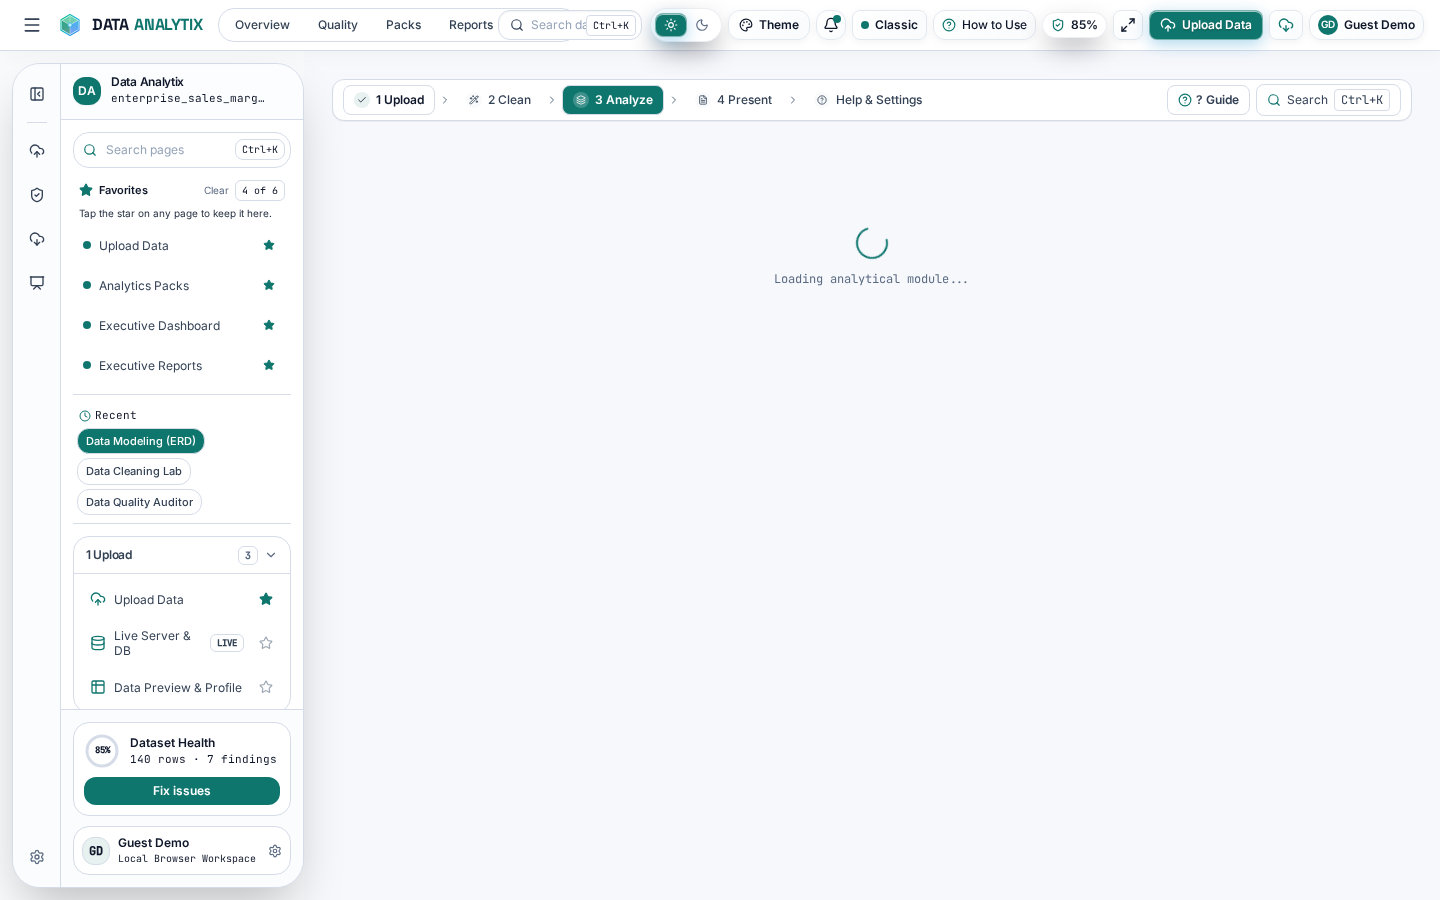 DATA ANALYTIX
Overview
Quality
Packs
Reports
Search da
Ctrl+K
Theme
Classic
How to Use
85%
Upload Data
GD
Guest Demo
DA
Data Analytix
enterprise_sales_marg…
Search pages
Ctrl+K
Favorites
Clear
4 of 6
Tap the star on any page to keep it here.
Upload Data
Analytics Packs
Executive Dashboard
Executive Reports
Recent
Data Modeling (ERD)
Data Cleaning Lab
Data Quality Auditor
1 Upload
3
Upload Data
Live Server &
DB
LIVE
Data Preview & Profile
85%
Dataset Health
140 rows · 7 findings
Fix issues
GD
Guest Demo
Local Browser Workspace
1 Upload
2 Clean
3 Analyze
4 Present
Help & Settings
? Guide
Search
Ctrl+K
Loading analytical module...